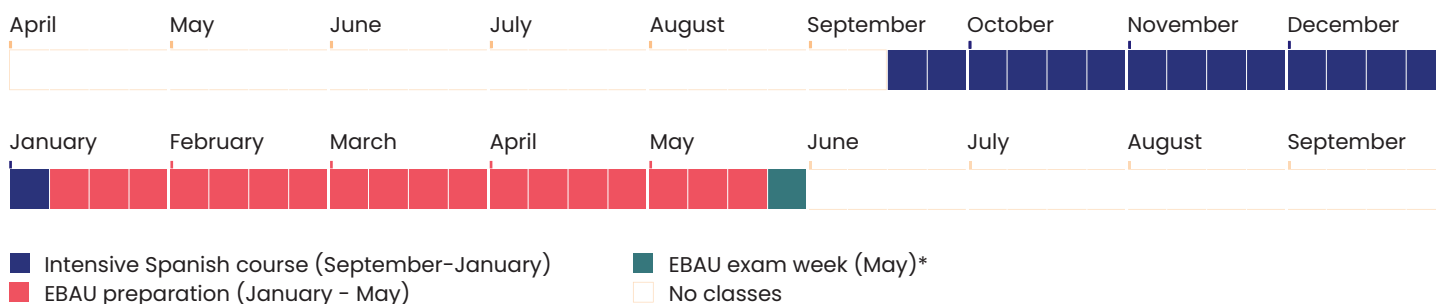 April May June July August September October November December
January February March April May June July August September
Intensive Spanish course (September-January)
EBAU exam week (May)*
EBAU preparation (January - May)
No classes